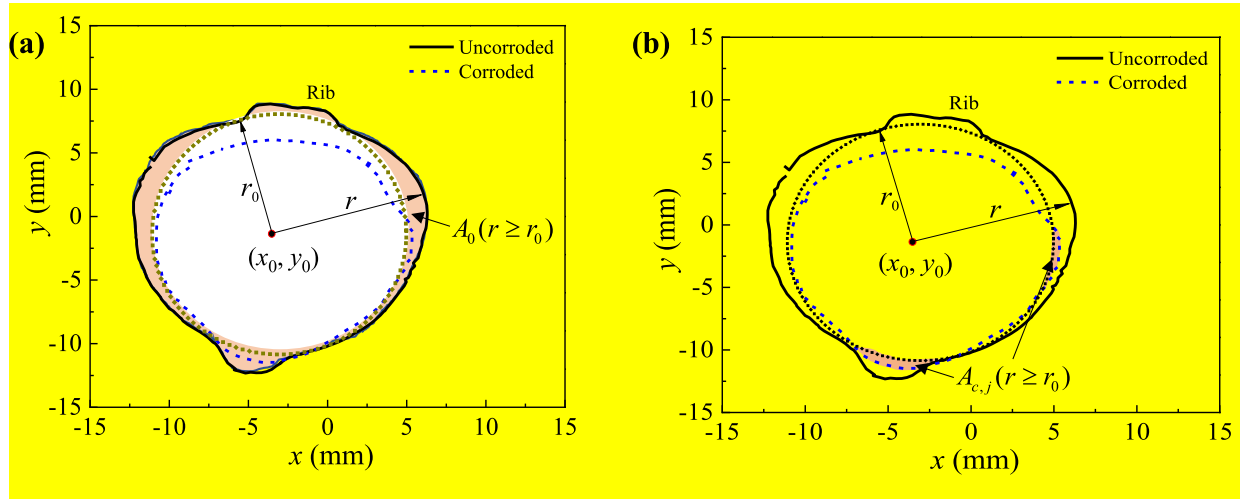 (a)
Uncorroded
Corroded
Rib
r0
r
A0(r ≥ r0)
(x0, y0)
15
10
5
0
-5
-10
-15
y (mm)
-15
-10
-5
0
5
10
15
x (mm)
(b)
Uncorroded
Corroded
Rib
r0
r
(x0, y0)
Ac,j(r ≥ r0)
15
10
5
0
-5
-10
-15
y (mm)
-15
-10
-5
0
5
10
15
x (mm)